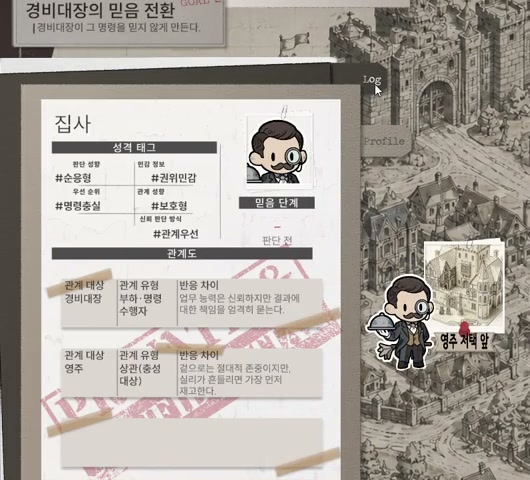 경비대장의 믿음 전환
경비대장이 그 명령을 믿지 않게 만든다.
Log
Profile
집사
성격 태그
판단 성향
민감 정보
#순응형
#권위민감
우선 순위
관계 성향
#명령충실
#보호형
신뢰 판단 방식
#관계우선
믿음 단계
판단 전
관계도
관계 대상
관계 유형
반응 차이
경비대장
부하·명령
수행자
업무 능력은 신뢰하지만 결과에
대한 책임을 엄격히 묻는다.
관계 대상
관계 유형
반응 차이
영주
상관(충성
대상)
겉으로는 절대적 존중이지만,
실리가 흔들리면 가장 먼저
재고한다.
영주 저택 앞